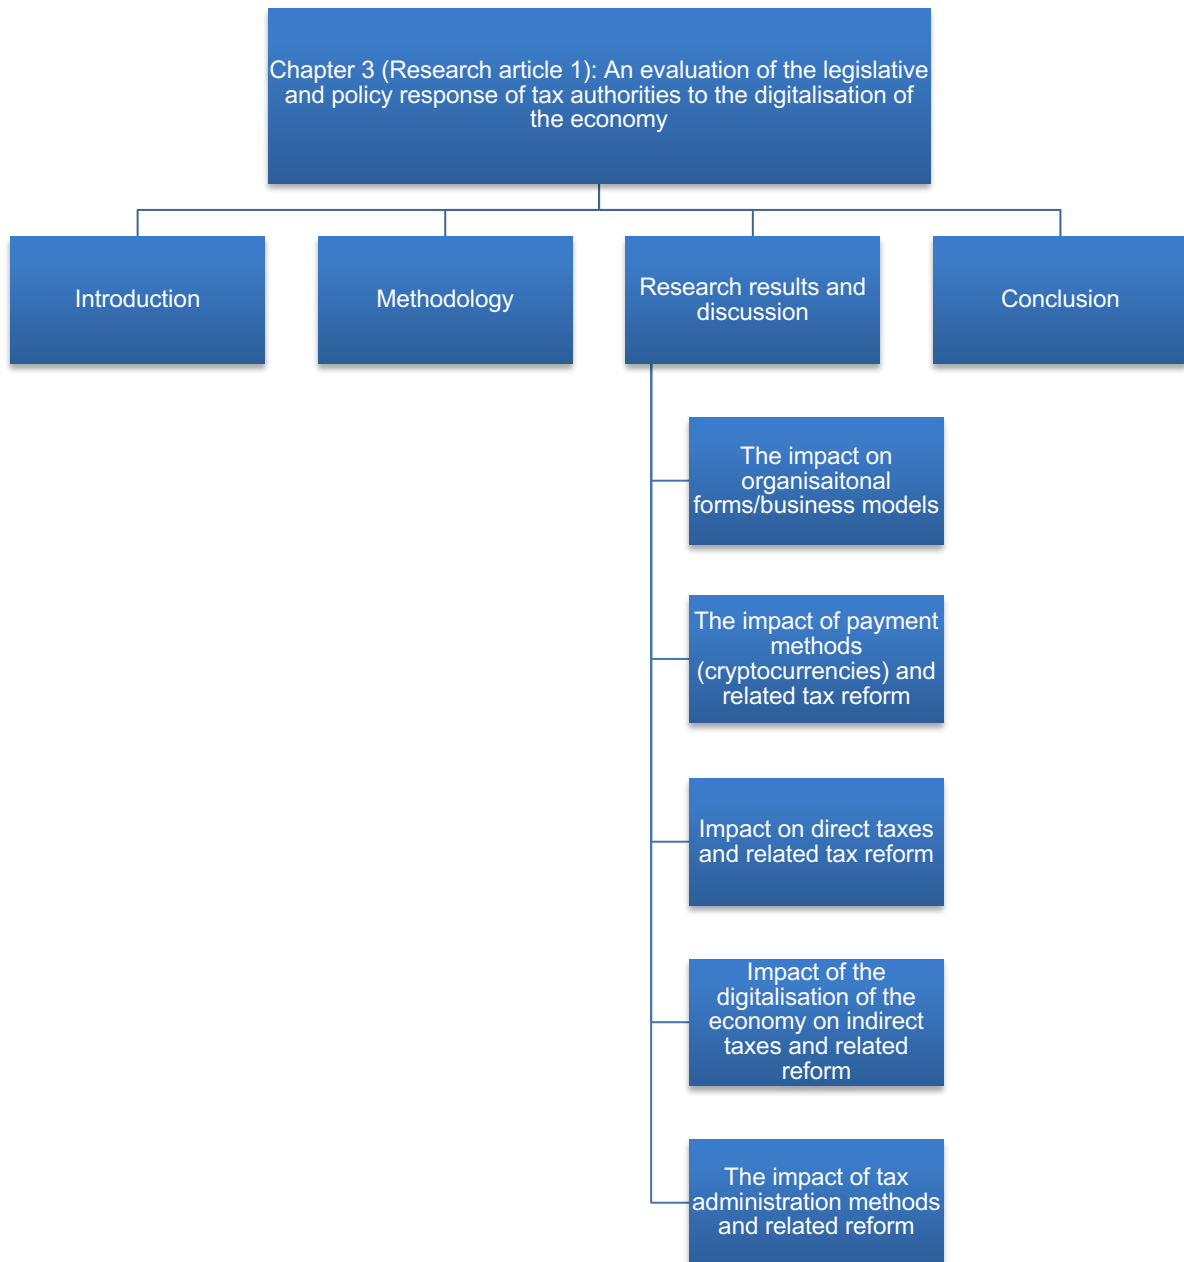 Chapter 3 (Research article 1): An evaluation of the legislative
and policy response of tax authorities to the digitalisation of
the economy
Introduction
Methodology
Research results and
discussion
Conclusion
The impact on
organisaitonal
forms/business models
The impact of payment
methods
(cryptocurrencies) and
related tax reform
Impact on direct taxes
and related tax reform
Impact of the
digitalisation of the
economy on indirect
taxes and related
reform
The impact of tax
administration methods
and related reform